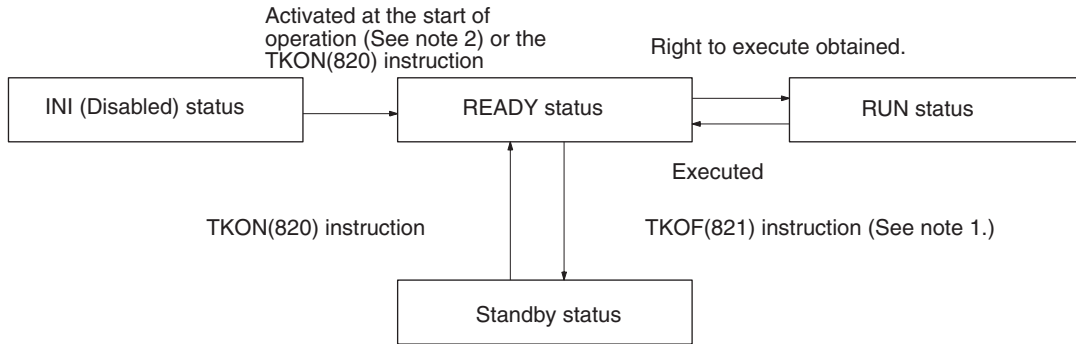 Activated at the start of
operation (See note 2) or the
TKON(820) instruction
Right to execute obtained.
INI (Disabled) status
READY status
RUN status
Executed
TKON(820) instruction
TKOF(821) instruction (See note 1.)
Standby status